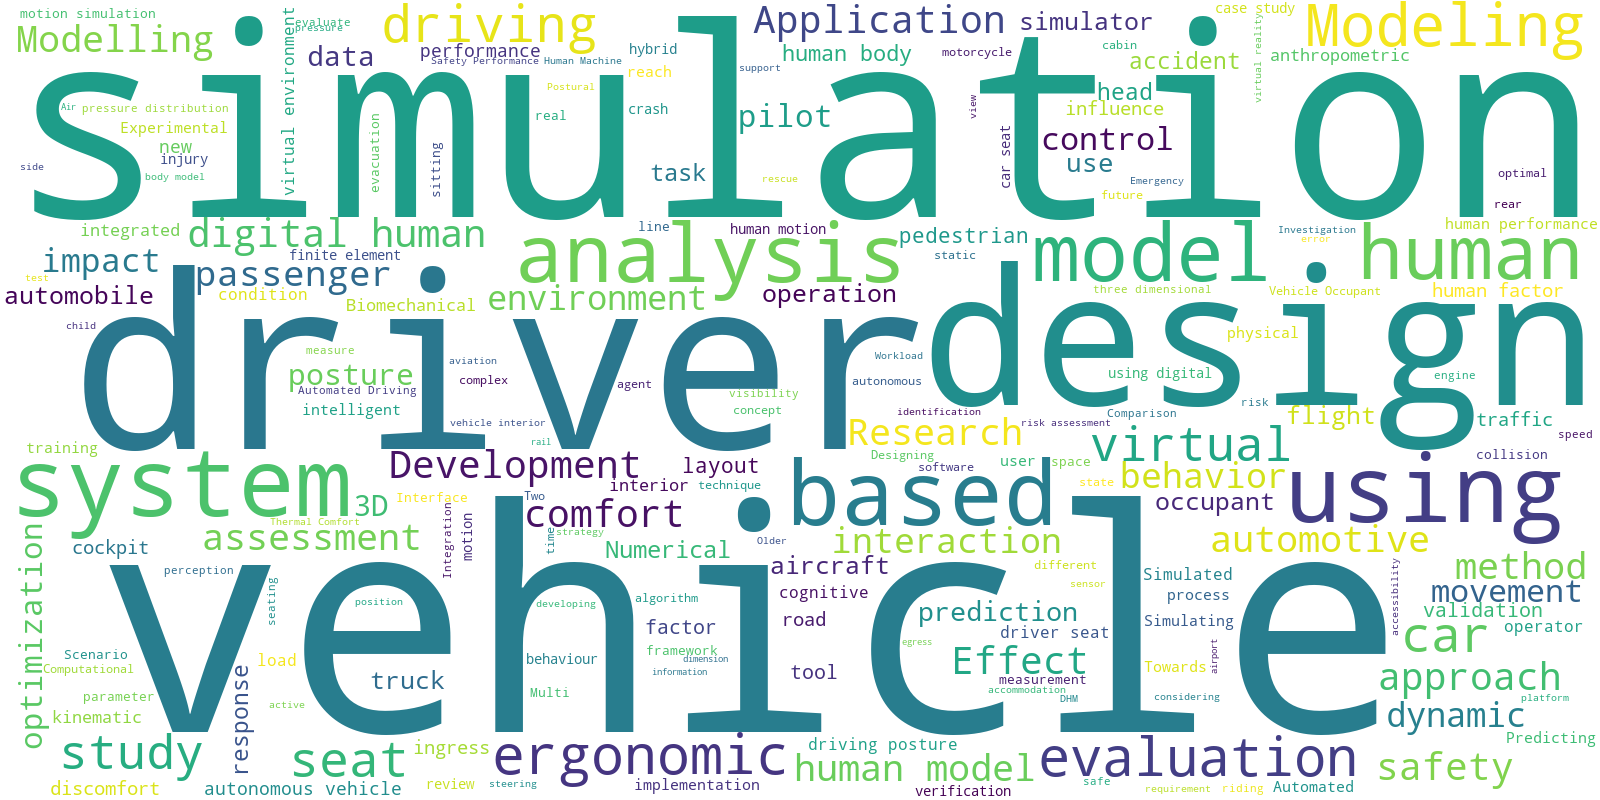 motion simulation
evaluate
pressure
Modelling
driving
Application
simulator
case study
Modeling
data
performance
Safety Performance
Human Machine
hybrid
human body
motorcycle
cabin
accident
anthropometric
virtual environment
virtual reality
simulation
Air
pressure distribution
Postural
reach
support
head
influence
view
Experimental
new
injury
body model
side
evacuation
sitting
real
crash
pilot
task
rescue
car seat
control
use
Emergency
future
optimal
rear
integrated
digital human
line
human motion
analysis
pedestrian
static
model
Investigation
error
human performance
human
impact
finite element
passenger
test
automobile
condition
Biomechanical
environment
operation
three dimensional
Vehicle Occupant
human factor
child
driver
design
physical
measure
aviation
Workload
posture
Automated Driving
complex
agent
visibility
autonomous
using digital
engine
intelligent
concept
identification
Comparison
risk
flight
traffic
vehicle interior
rail
Research
risk assessment
speed
training
Designing
virtual
collision
system
Development
layout
software
user
space
behavior
using
3D
Interface
interior
technique
based
state
occupant
Two
comfort
Thermal Comfort
assessment
strategy
time
Older
Integration
motion
cockpit
Numerical
interaction
automotive
optimization
perception
aircraft
different
sensor
Simulated
method
accessibility
seating
vehicle
position
developing
algorithm
cognitive
process
movement
prediction
validation
factor
road
driver seat
Simulating
operator
car
egress
airport
Scenario
Computational
load
behaviour
framework
dimension
information
tool
Effect
measurement
Towards
approach
response
truck
Multi
accommodation
DHM
considering
platform
parameter
kinematic
active
dynamic
study
seat
ingress
ergonomic
driving posture
human model
evaluation
Predicting
safety
discomfort
autonomous vehicle
review
steering
implementation
verification
safe
requirement
riding
Automated